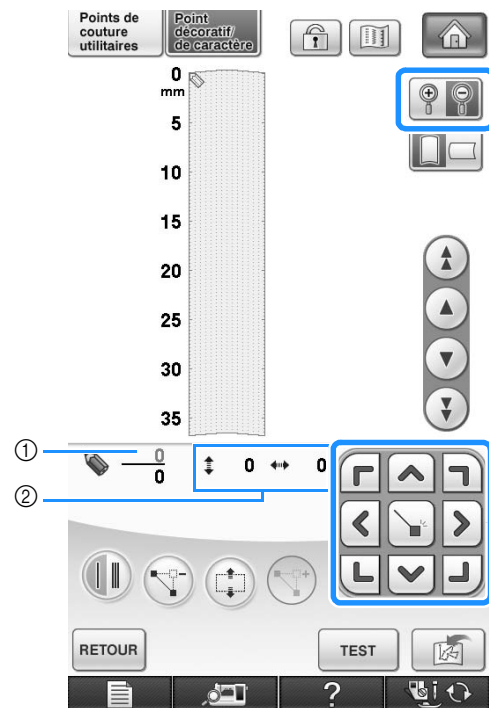 Points de
couture
utilitaires
Point
décoratif/
de caractère
0
mm
5
10
15
20
25
30
35
①
0
0
0
0
②
RETOUR
TEST
?